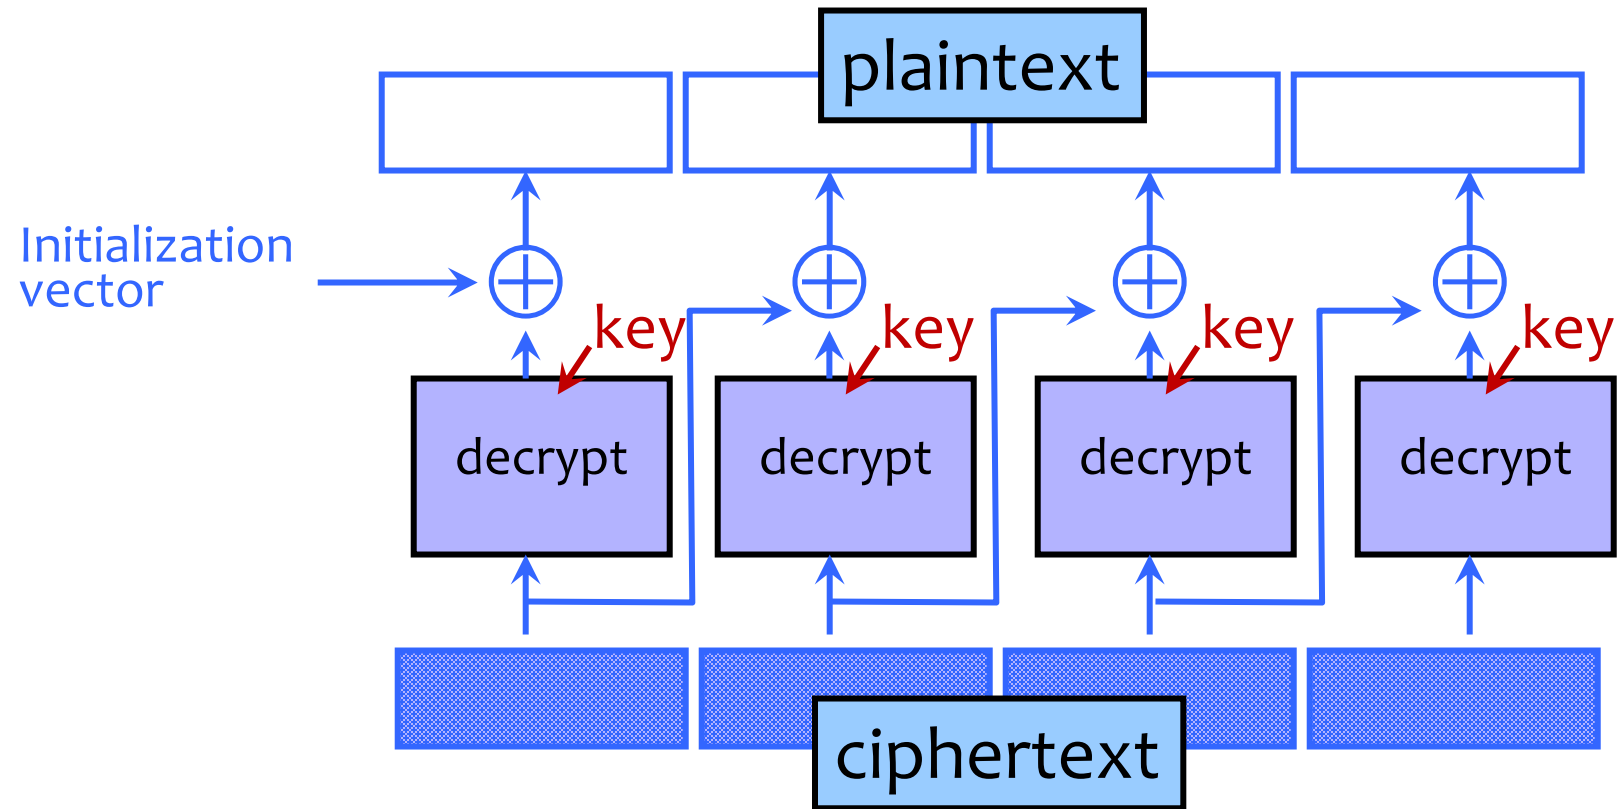 plaintext
Initialization
vector
key key key key
decrypt decrypt decrypt decrypt
ciphertext